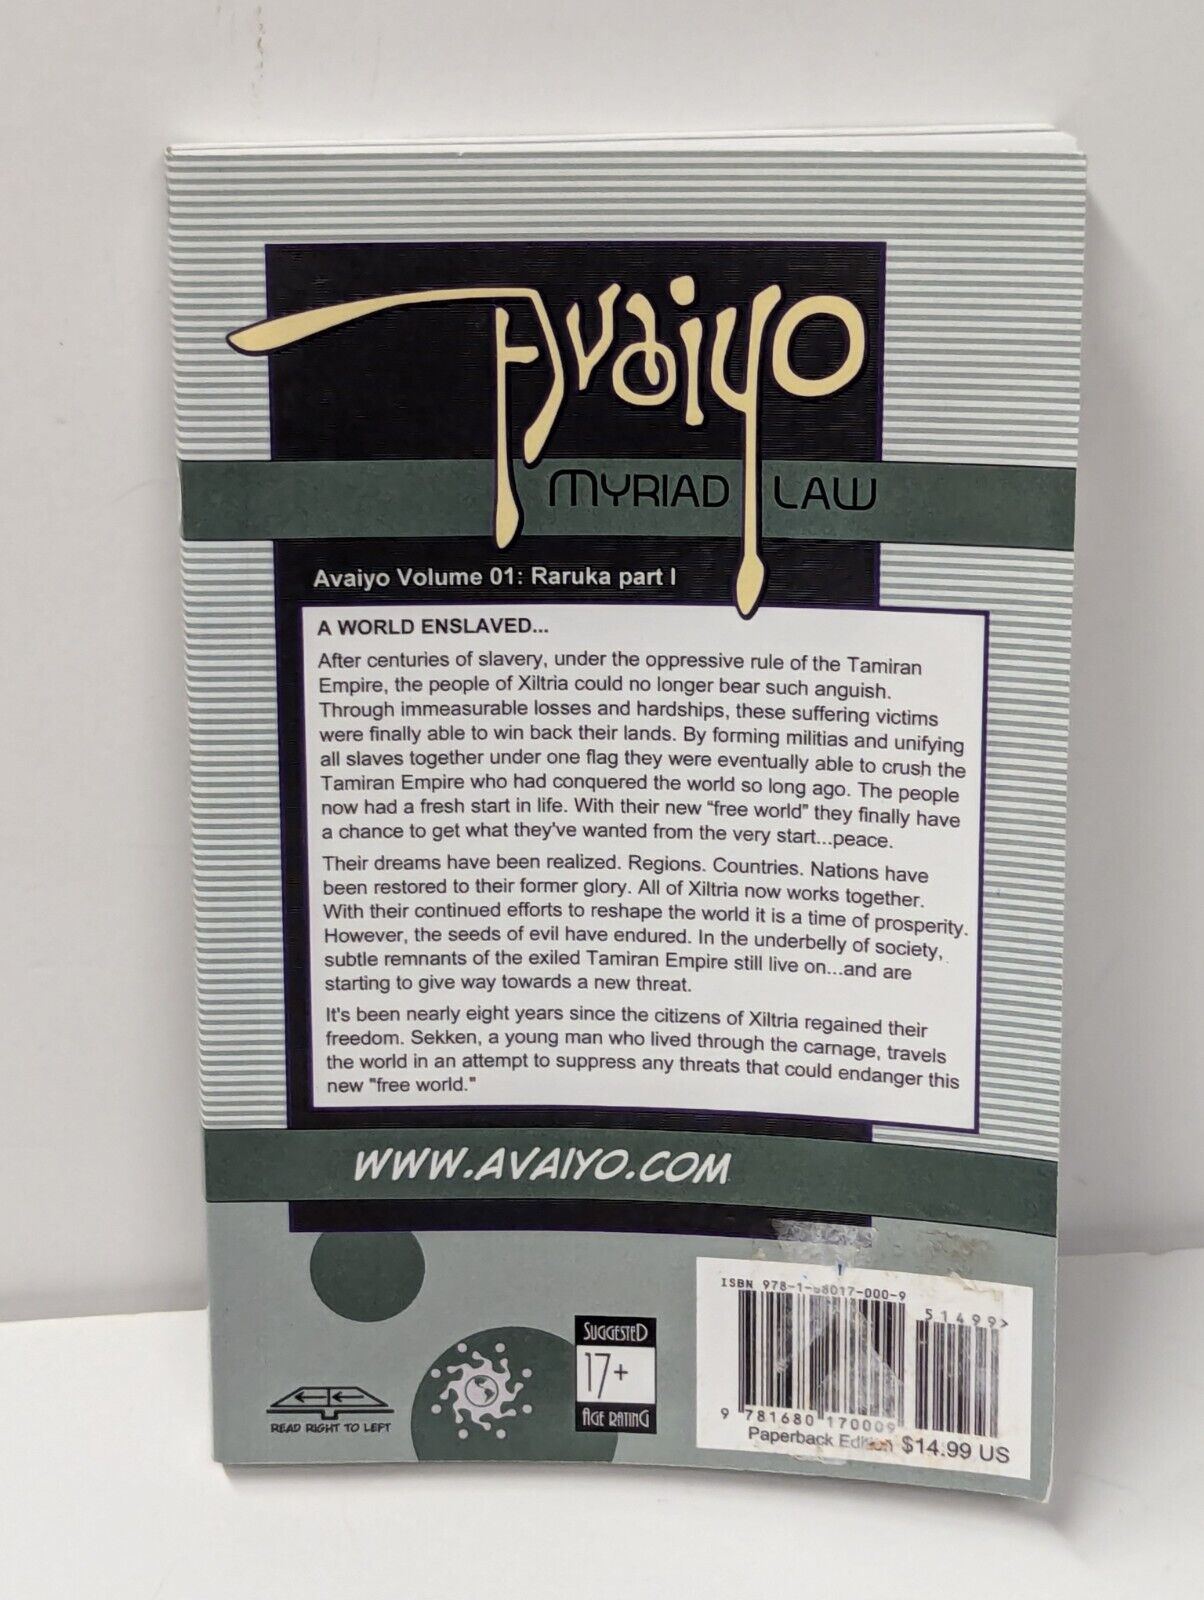 Avaiyo
MYRIAD LAW
Avaiyo Volume 01: Raruka part I
A WORLD ENSLAVED...
After centuries of slavery, under the oppressive rule of the Tamiran
Empire, the people of Xiltria could no longer bear such anguish.
Through immeasurable losses and hardships, these suffering victims
were finally able to win back their lands. By forming militias and unifying
all slaves together under one flag they were eventually able to crush the
Tamiran Empire who had conquered the world so long ago. The people
now had a fresh start in life. With their new "free world" they finally have
a chance to get what they've wanted from the very start...peace.
Their dreams have been realized. Regions. Countries. Nations have
been restored to their former glory. All of Xiltria now works together.
With their continued efforts to reshape the world it is a time of prosperity.
However, the seeds of evil have endured. In the underbelly of society,
subtle remnants of the exiled Tamiran Empire still live on...and are
starting to give way towards a new threat.
It's been nearly eight years since the citizens of Xiltria regained their
freedom. Sekken, a young man who lived through the carnage, travels
the world in an attempt to suppress any threats that could endanger this
new "free world."
WWW.AVAIYO.COM
READ RIGHT TO LEFT
SUGGESTED
17+
AGE RATING
ISBN 978-1-68017-000-9
51499>
9 781680 170009
Paperback Edition $14.99 US